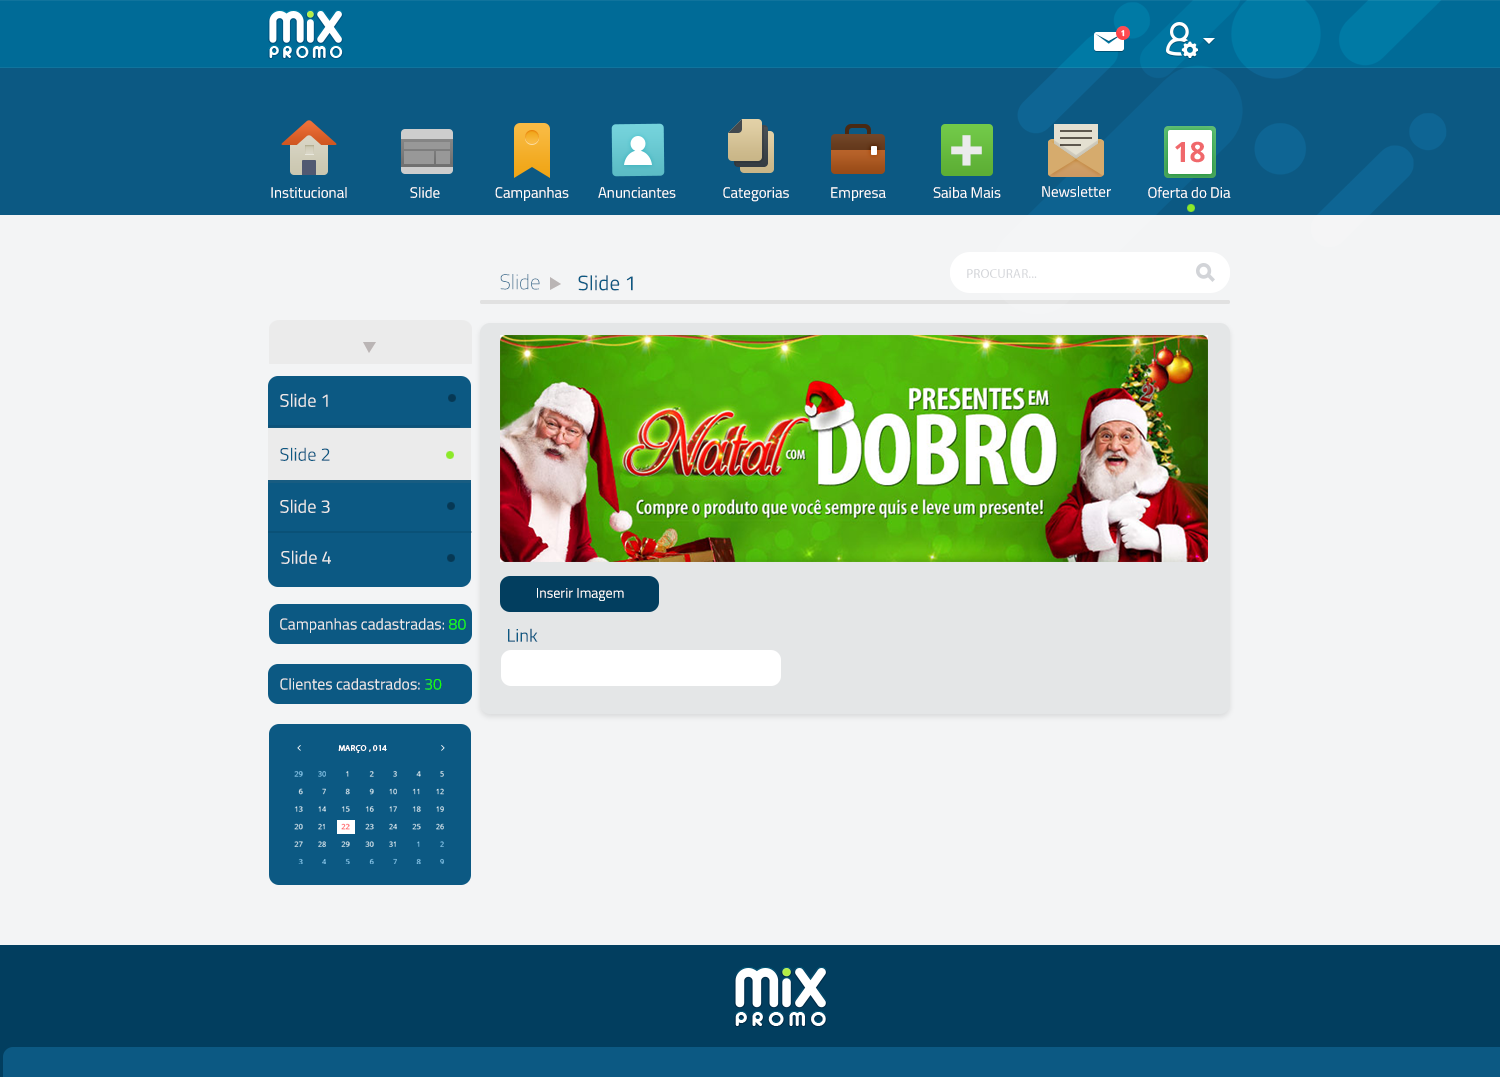 mix
PROMO
1
18
Institucional
Slide
Campanhas
Anunciantes
Categorias
Empresa
Saiba Mais
Newsletter
Oferta do Dia
Slide
Slide 1
PROCURAR...
Slide 1
Slide 2
Slide 3
Slide 4
Campanhas cadastradas: 80
Clientes cadastrados: 30
MARÇO , 014
29 30 1 2 3 4 5
6 7 8 9 10 11 12
13 14 15 16 17 18 19
20 21 22 23 24 25 26
27 28 29 30 31 1 2
3 4 5 6 7 8 9
PRESENTES EM
Natal COM DOBRO
Compre o produto que você sempre quis e leve um presente!
Inserir Imagem
Link
mix
PROMO